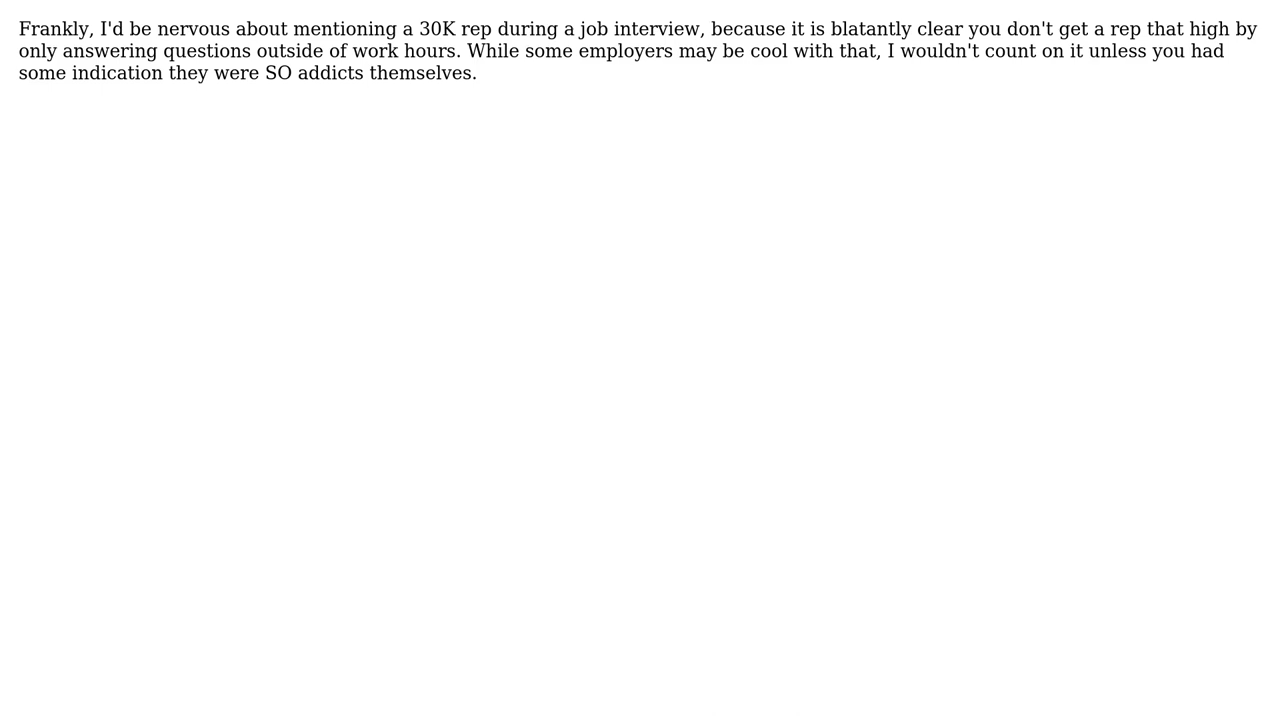 Frankly, I'd be nervous about mentioning a 30K rep during a job interview, because it is blatantly clear you don't get a rep that high by
only answering questions outside of work hours. While some employers may be cool with that, I wouldn't count on it unless you had
some indication they were SO addicts themselves.